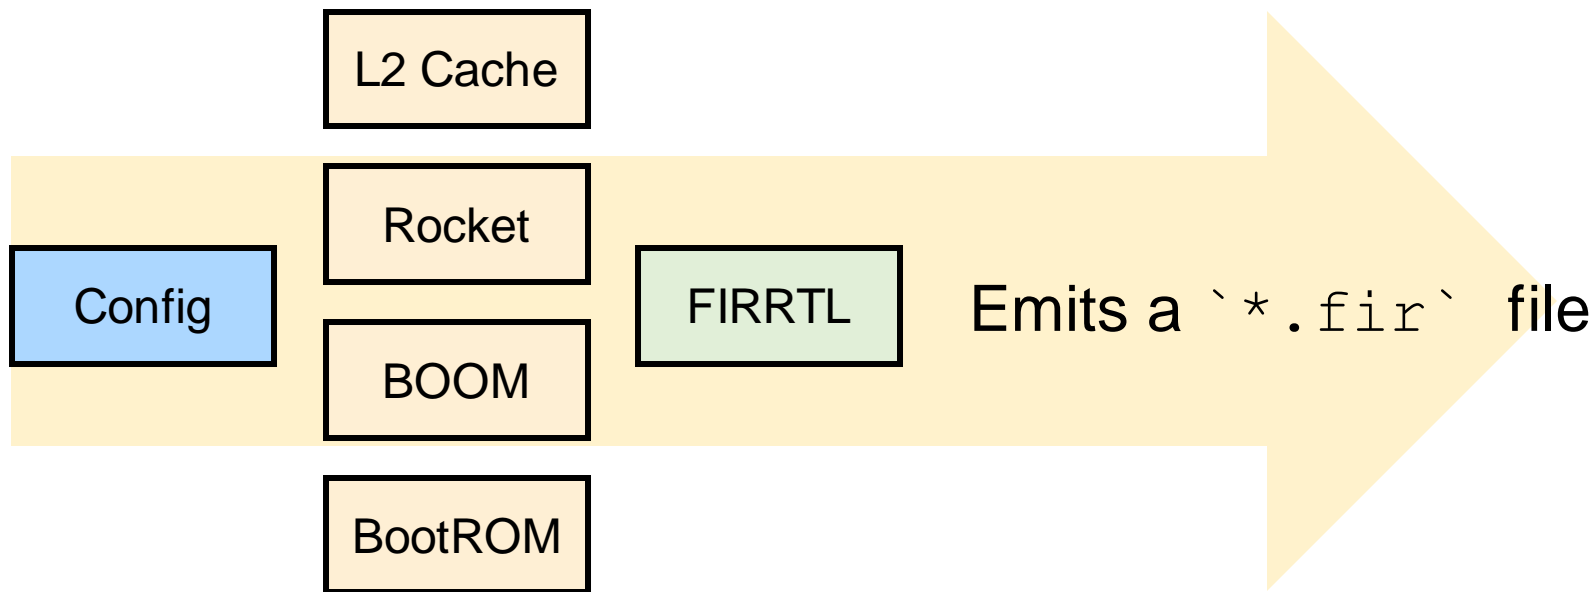 L2 Cache
Rocket
Config
FIRRTL
Emits a `*.fir` file
BOOM
BootROM